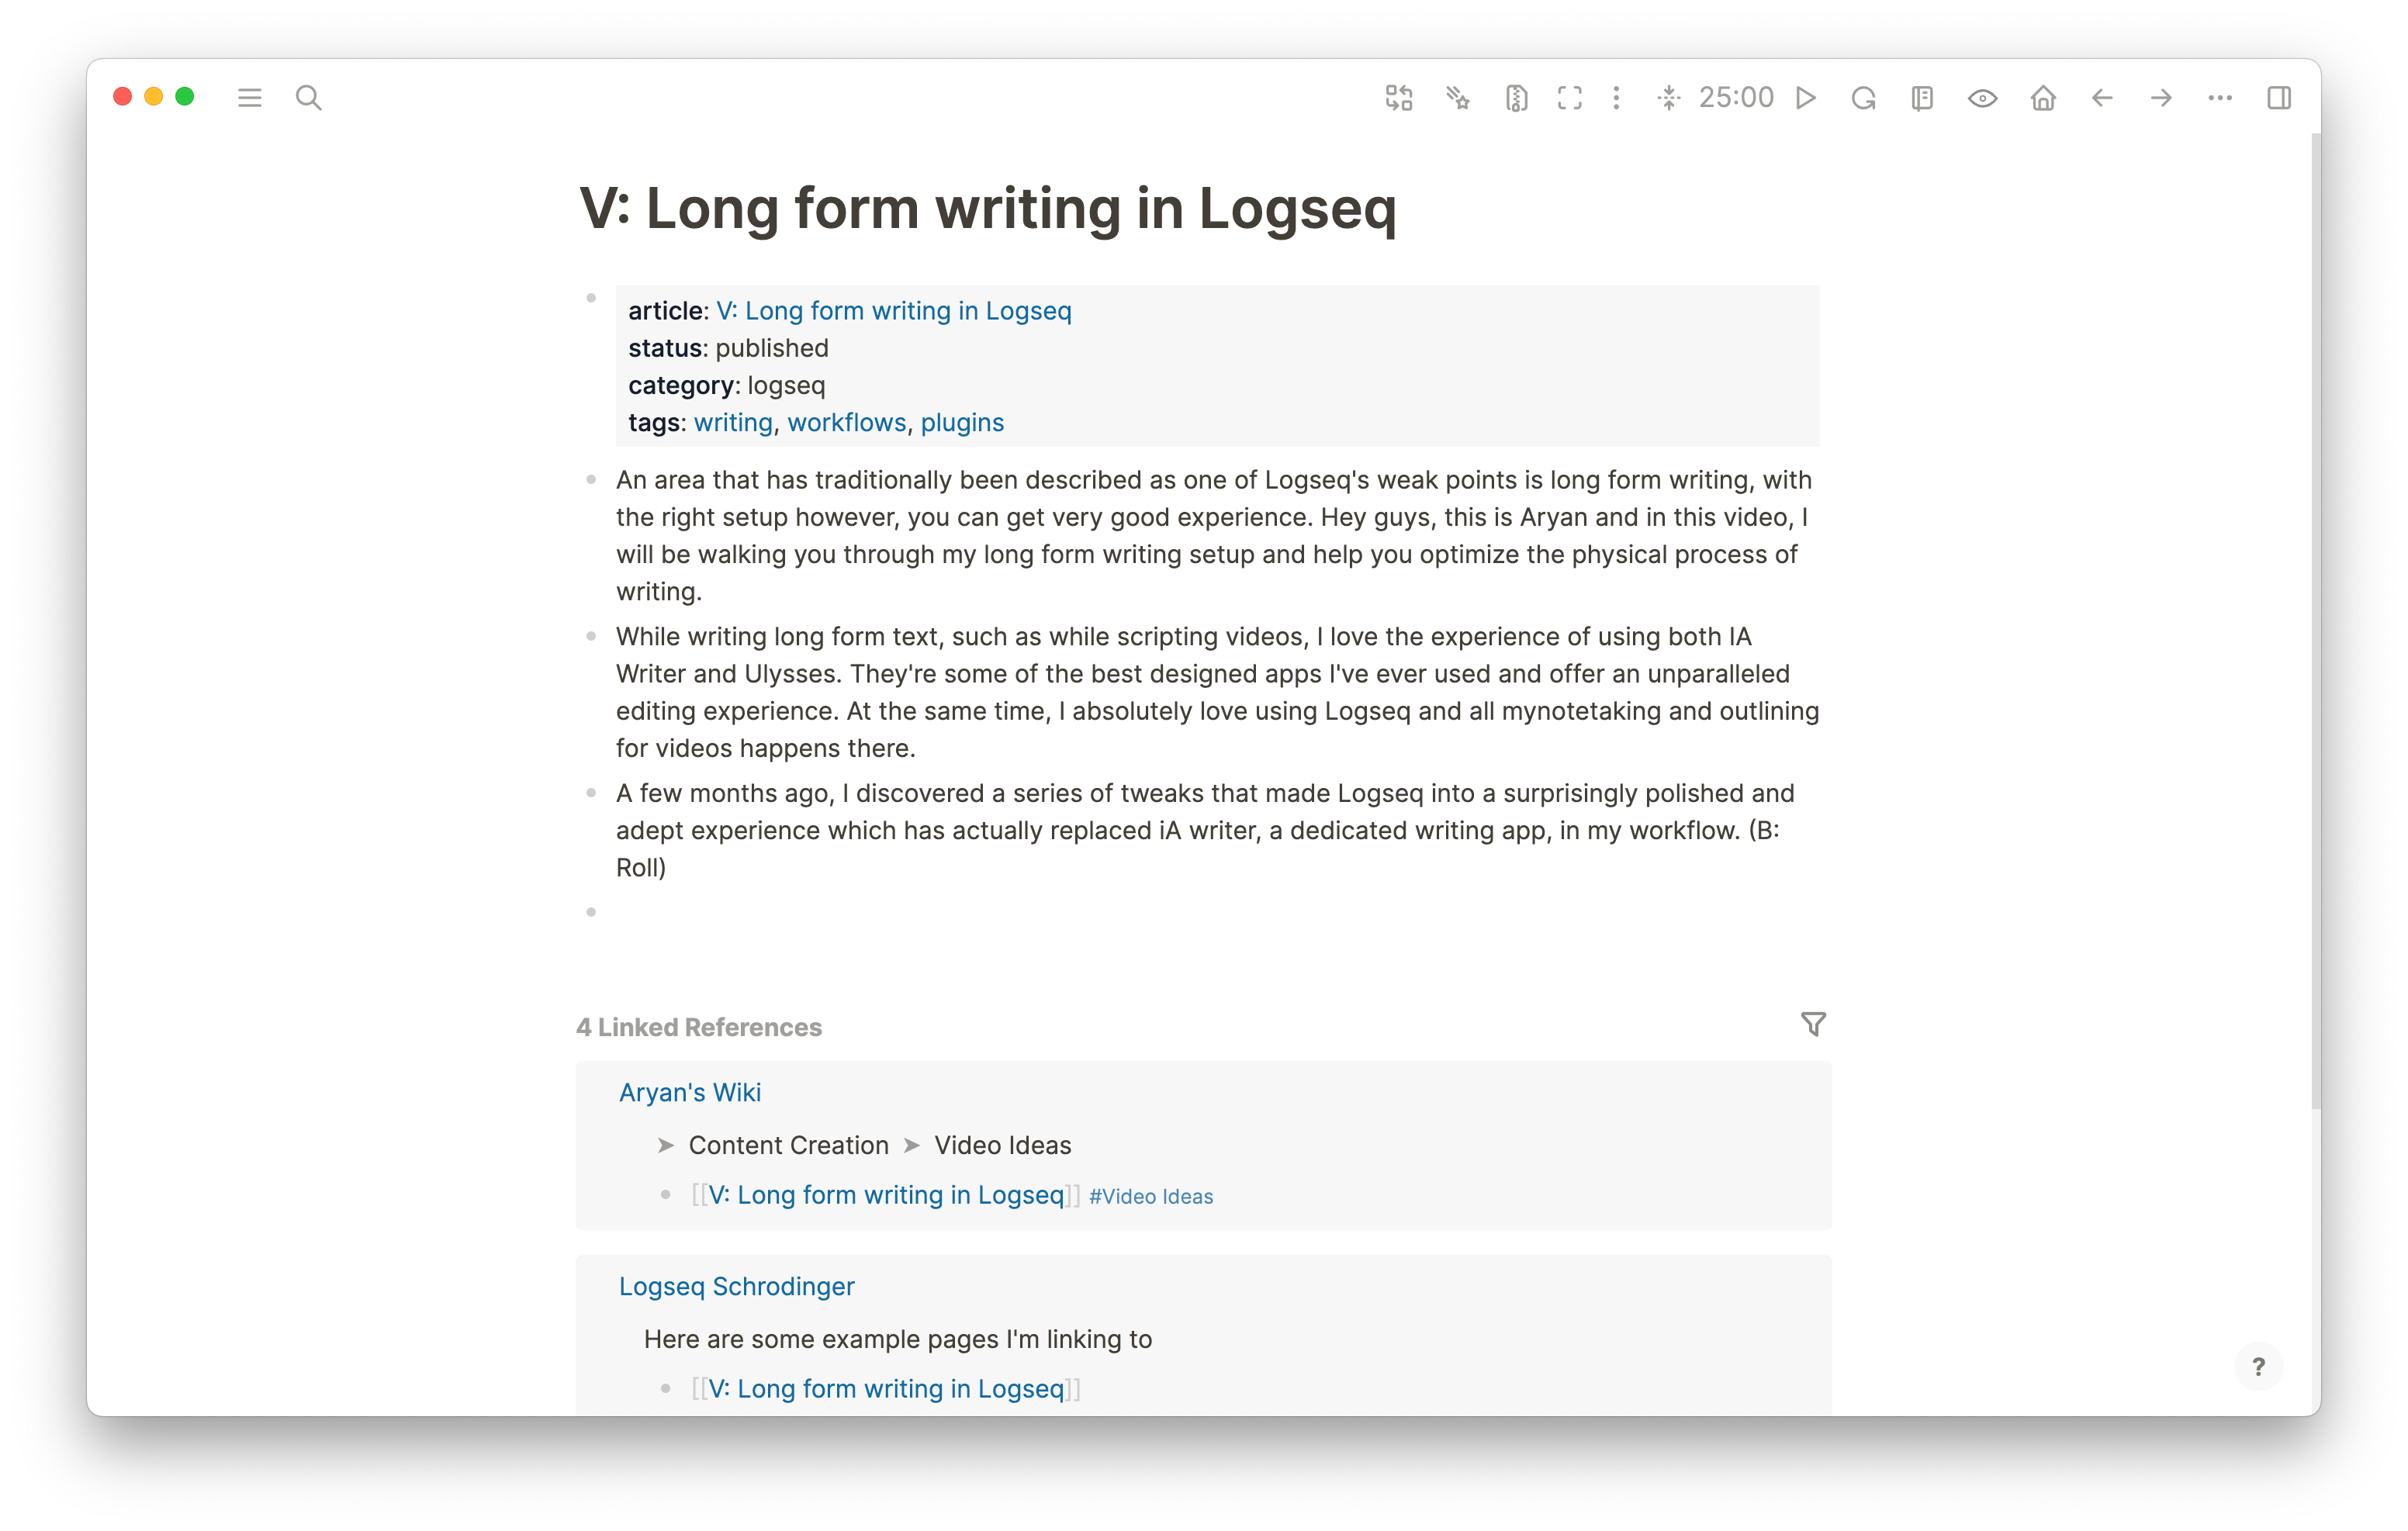 25:00
V: Long form writing in Logseq
article: V: Long form writing in Logseq
status: published
category: logseq
tags: writing, workflows, plugins
An area that has traditionally been described as one of Logseq's weak points is long form writing, with
the right setup however, you can get very good experience. Hey guys, this is Aryan and in this video, I
will be walking you through my long form writing setup and help you optimize the physical process of
writing.
While writing long form text, such as while scripting videos, I love the experience of using both IA
Writer and Ulysses. They're some of the best designed apps I've ever used and offer an unparalleled
editing experience. At the same time, I absolutely love using Logseq and all mynotetaking and outlining
for videos happens there.
A few months ago, I discovered a series of tweaks that made Logseq into a surprisingly polished and
adept experience which has actually replaced iA writer, a dedicated writing app, in my workflow. (B:
Roll)
4 Linked References
Aryan's Wiki
➤ Content Creation ➤ Video Ideas
[[V: Long form writing in Logseq]] #Video Ideas
Logseq Schrodinger
Here are some example pages I'm linking to
[[V: Long form writing in Logseq]]
?